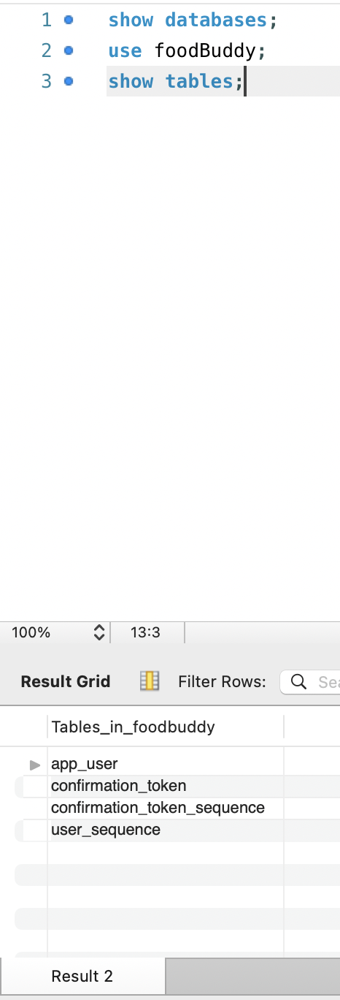 1 show databases;
2 use foodBuddy;
3 show tables;
100% 13:3
Result Grid Filter Rows:
Tables_in_foodbuddy
app_user
confirmation_token
confirmation_token_sequence
user_sequence
Result 2